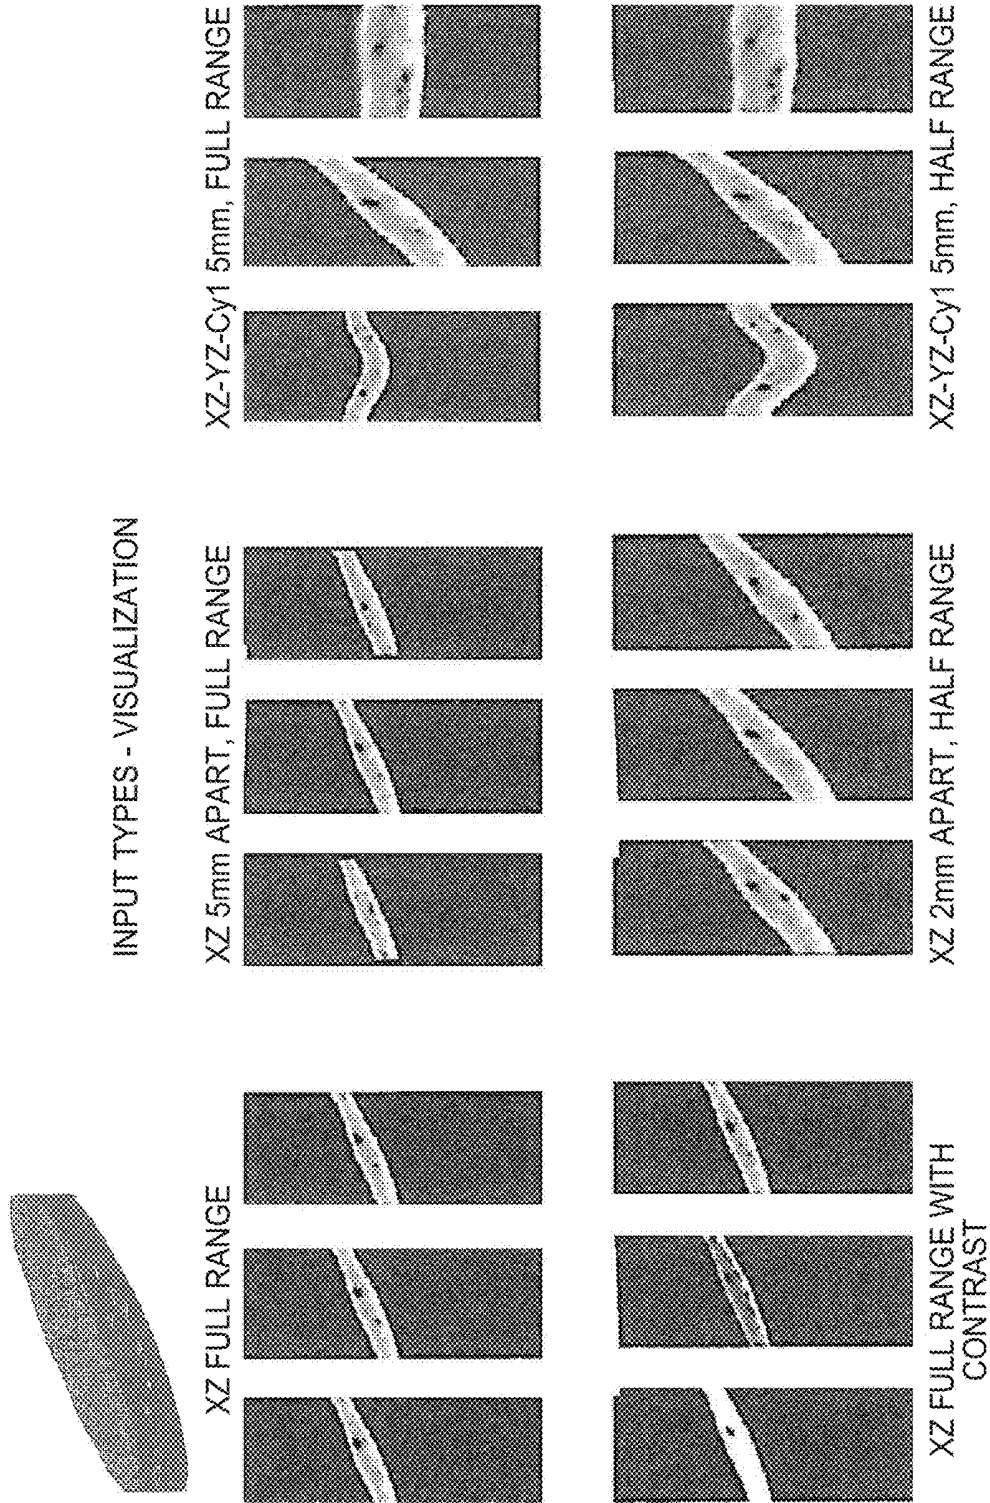 INPUT TYPES - VISUALIZATION
XZ FULL RANGE
XZ 5mm APART, FULL RANGE
XZ-YZ-Cy1 5mm, FULL RANGE
XZ FULL RANGE WITH
CONTRAST
XZ 2mm APART, HALF RANGE
XZ-YZ-Cy1 5mm, HALF RANGE